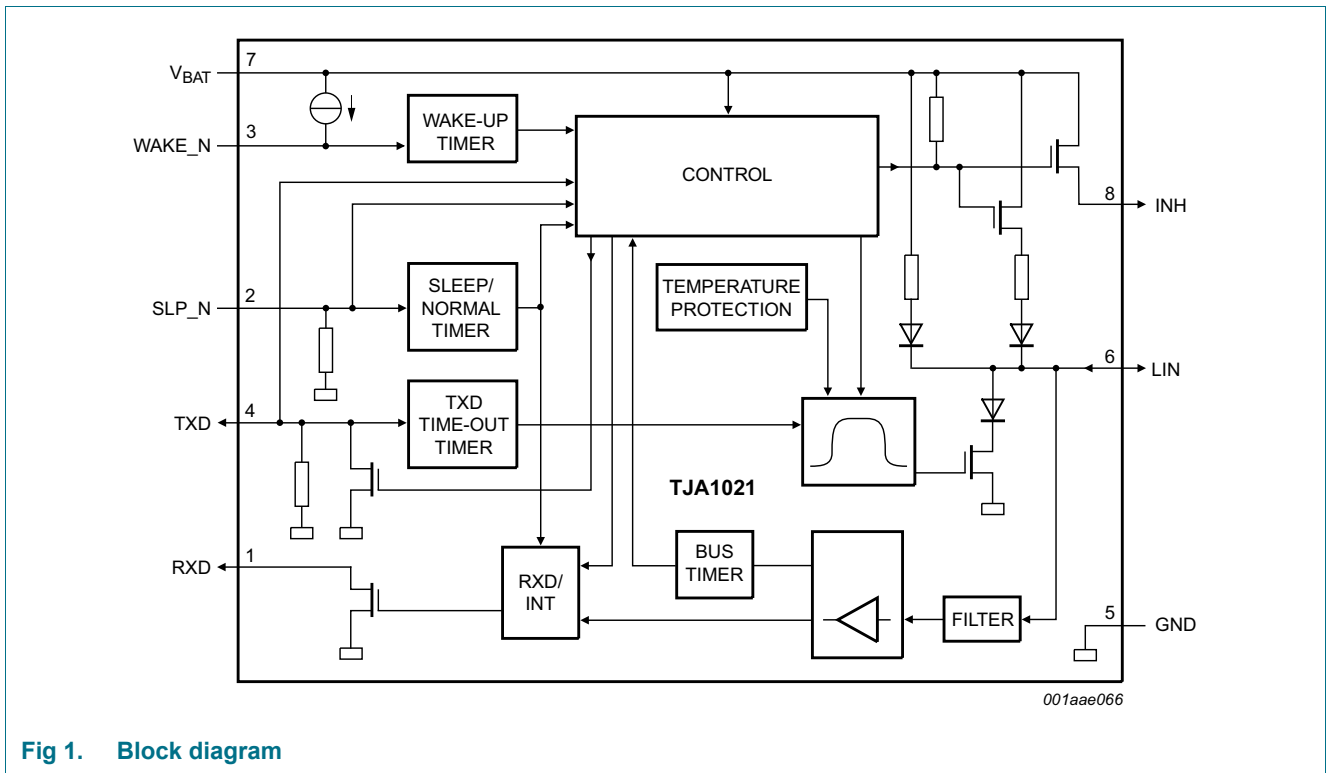 7
VBAT
3
WAKE_N
WAKE-UP
TIMER
CONTROL
8
INH
2
SLP_N
SLEEP/
NORMAL
TIMER
TEMPERATURE
PROTECTION
6
LIN
4
TXD
TXD
TIME-OUT
TIMER
TJA1021
1
RXD
RXD/
INT
BUS
TIMER
FILTER
5
GND
001aae066
Fig 1. Block diagram